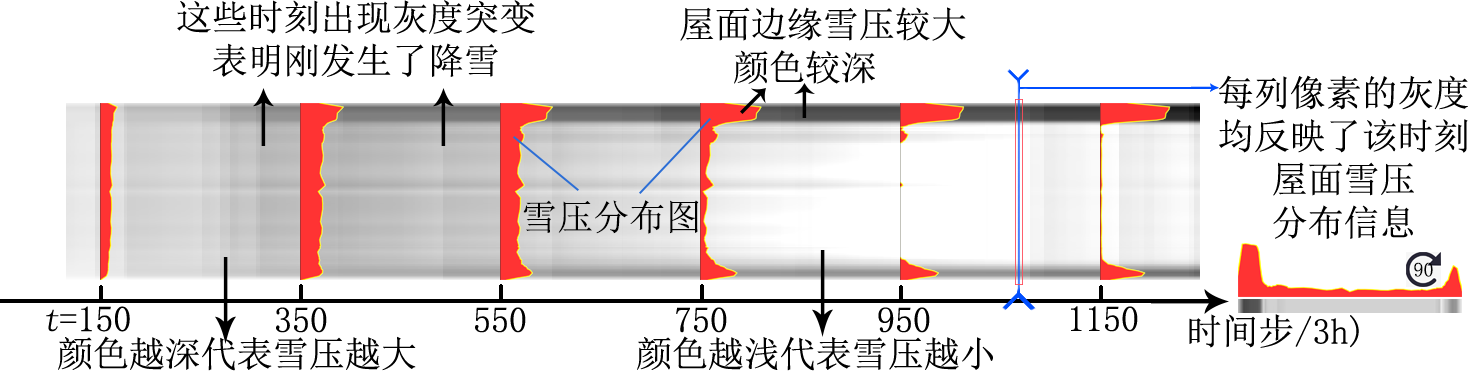 这些时刻出现灰度突变
表明刚发生了降雪
屋面边缘雪压较大
颜色较深
每列像素的灰度
均反映了该时刻
屋面雪压
分布信息
雪压分布图
90
t=150
350
550
750
950
1150
时间步/3h)
颜色越深代表雪压越大
颜色越浅代表雪压越小